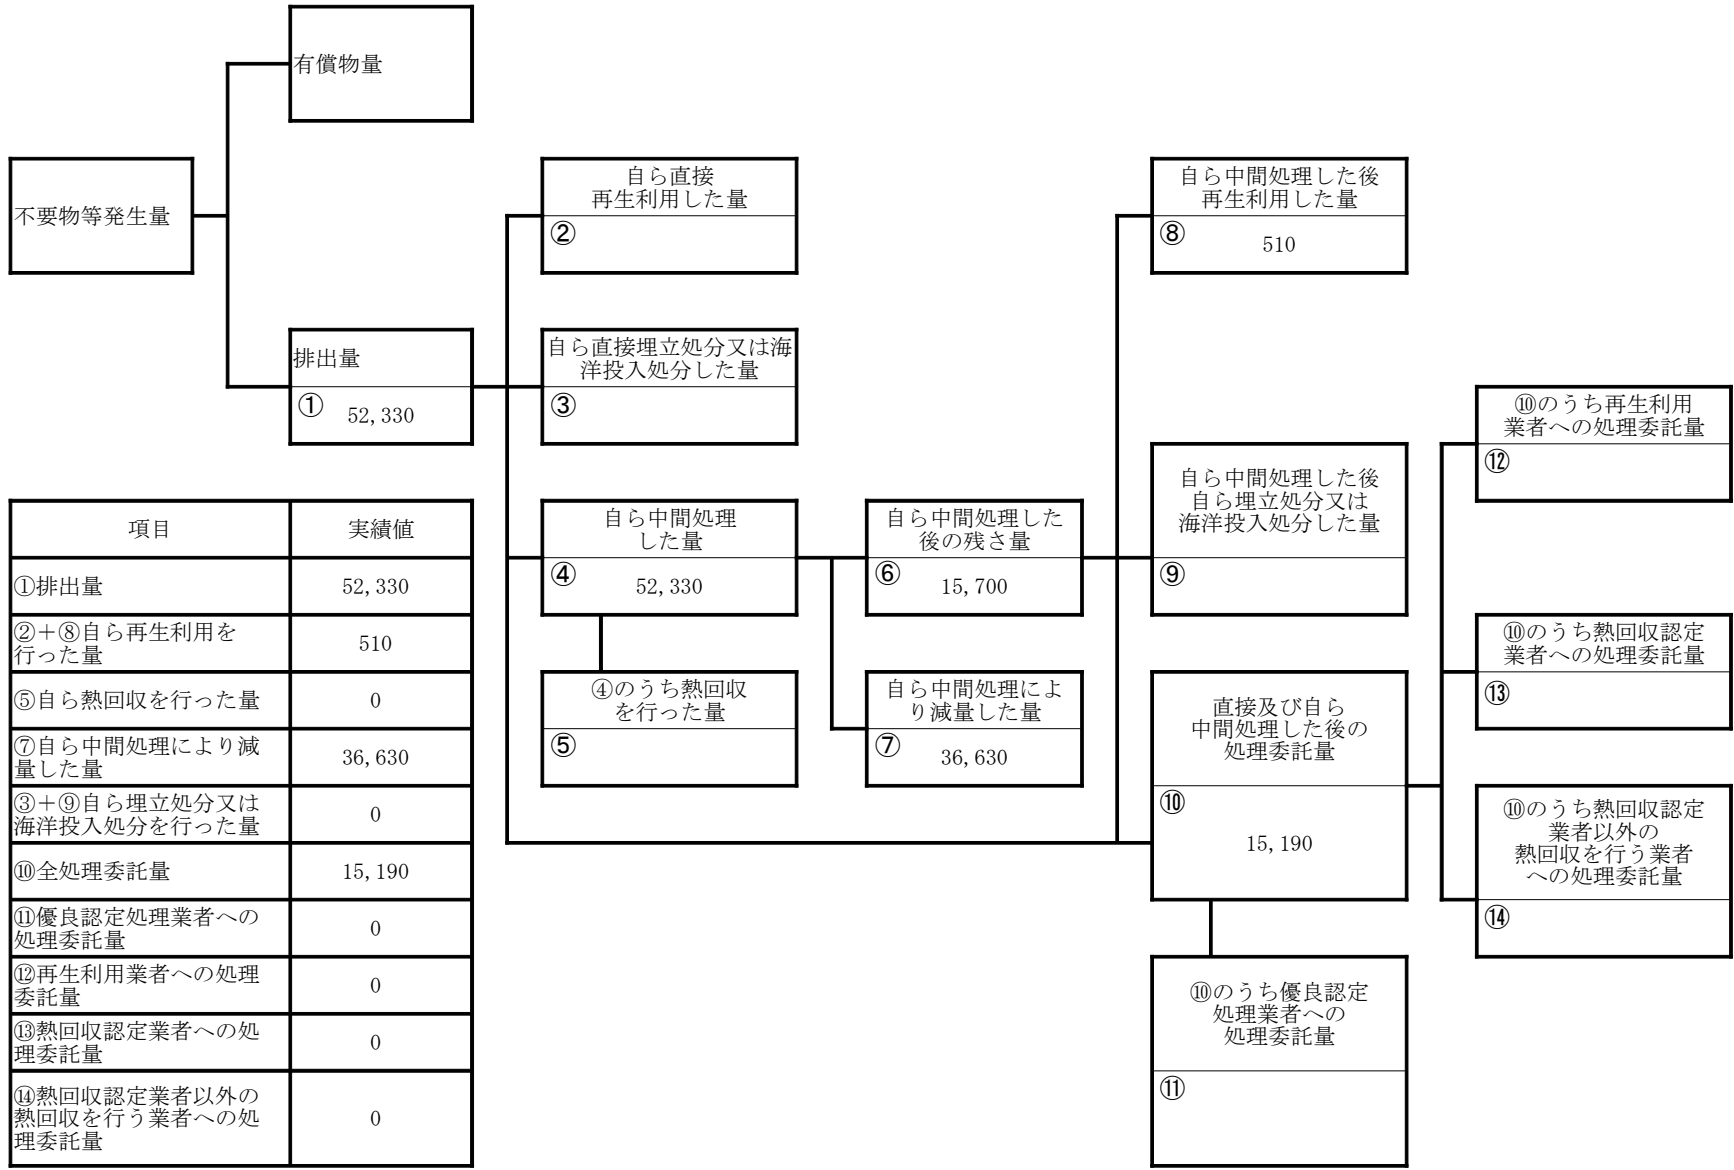 有償物量
不要物等発生量
自ら直接
再生利用した量
②
自ら中間処理した後
再生利用した量
⑧
510
排出量
①
52,330
自ら直接埋立処分又は海
洋投入処分した量
③
⑩のうち再生利用
業者への処理委託量
⑫
自ら中間処理
した量
④
52,330
自ら中間処理した
後の残さ量
⑥
15,700
自ら中間処理した後
自ら埋立処分又は
海洋投入処分した量
⑨
⑩のうち熱回収認定
業者への処理委託量
⑬
④のうち熱回収
を行った量
⑤
自ら中間処理によ
り減量した量
⑦
36,630
直接及び自ら
中間処理した後の
処理委託量
⑩
15,190
⑩のうち熱回収認定
業者以外の
熱回収を行う業者
への処理委託量
⑭
⑩のうち優良認定
処理業者への
処理委託量
⑪
項目 実績値
①排出量 52,330
②＋⑧自ら再生利用を
行った量 510
⑤自ら熱回収を行った量 0
⑦自ら中間処理により減
量した量 36,630
③＋⑨自ら埋立処分又は
海洋投入処分を行った量 0
⑩全処理委託量 15,190
⑪優良認定処理業者への
処理委託量 0
⑫再生利用業者への処理
委託量 0
⑬熱回収認定業者への処
理委託量 0
⑭熱回収認定業者以外の
熱回収を行う業者への処
理委託量 0